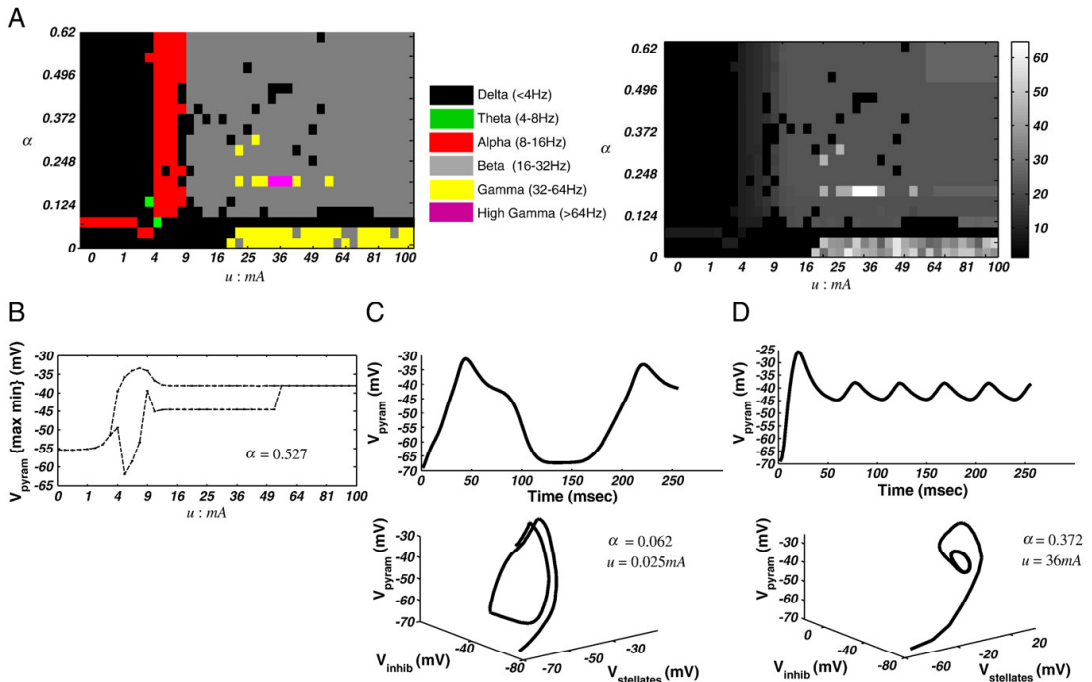 A
α
0.62
0.496
0.372
0.248
0.124
0
0 1 4 9 16 25 36 49 64 81 100
u : mA
Delta (<4Hz)
Theta (4-8Hz)
Alpha (8-16Hz)
Beta (16-32Hz)
Gamma (32-64Hz)
High Gamma (>64Hz)
α
0.62
0.496
0.372
0.248
0.124
0
0 1 4 9 16 25 36 49 64 81 100
u : mA
60
50
40
30
20
10
B
V_pyram {max min} (mV)
-30
-35
-40
-45
-50
-55
-60
-65
0 1 4 9 16 25 36 49 64 81 100
u : mA
α = 0.527
C
V_pyram (mV)
-30
-35
-40
-45
-50
-55
-60
-65
-70
0 50 100 150 200 250
Time (msec)
V_pyram (mV)
-30
-40
-50
-60
-70
α = 0.062
u = 0.025mA
-40
-80
V_inhib (mV)
-70
-50
-30
V_stellates (mV)
D
V_pyram (mV)
-25
-30
-35
-40
-45
-50
-55
-60
-65
-70
0 50 100 150 200 250
Time (msec)
V_pyram (mV)
-30
-40
-50
-60
-70
α = 0.372
u = 36mA
0
-40
-80
V_inhib (mV)
-60
-20
20
V_stellates (mV)